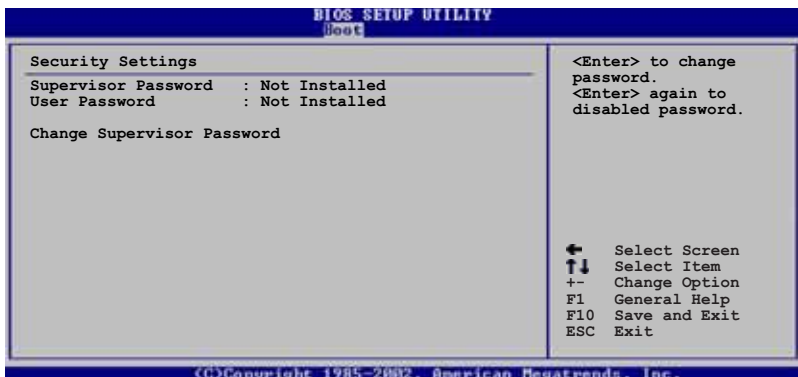 BIOS SETUP UTILITY
Boot
Security Settings
Supervisor Password : Not Installed
User Password : Not Installed
Change Supervisor Password
<Enter> to change
password.
<Enter> again to
disabled password.
← Select Screen
↑↓ Select Item
+- Change Option
F1 General Help
F10 Save and Exit
ESC Exit
(C)Copyright 1985-2002, American Megatrends, Inc.